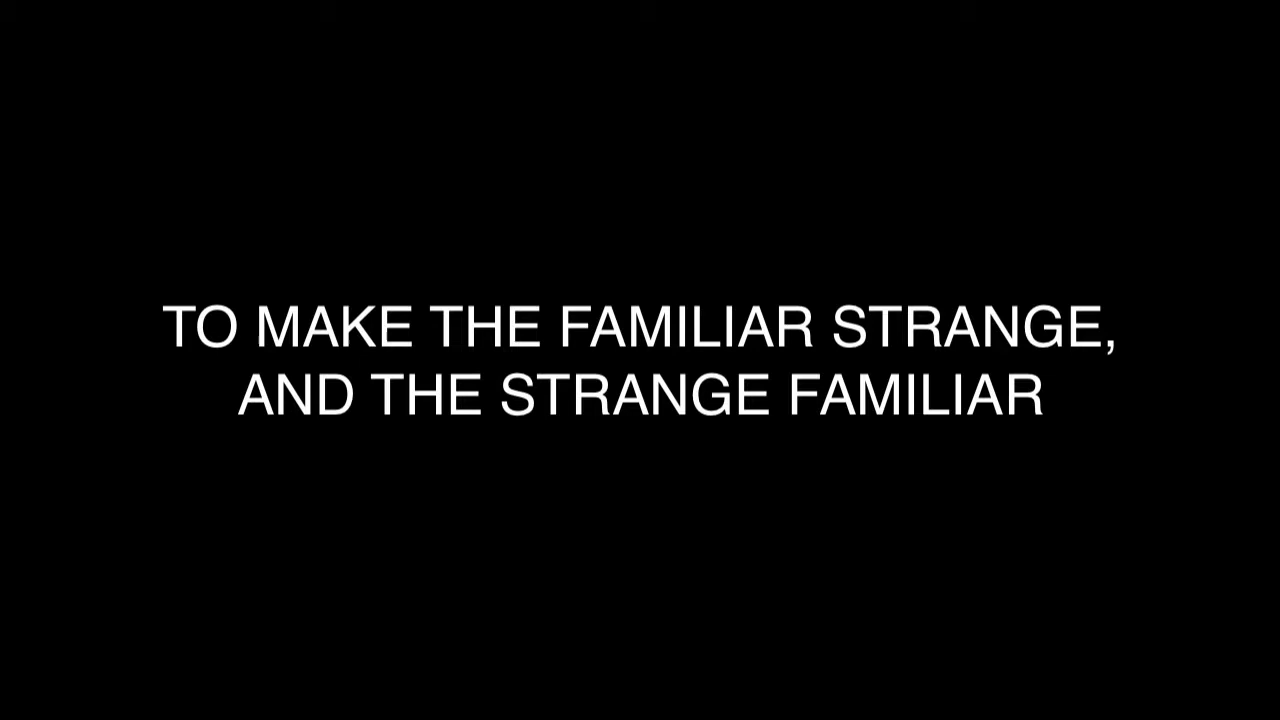 TO MAKE THE FAMILIAR STRANGE,
AND THE STRANGE FAMILIAR